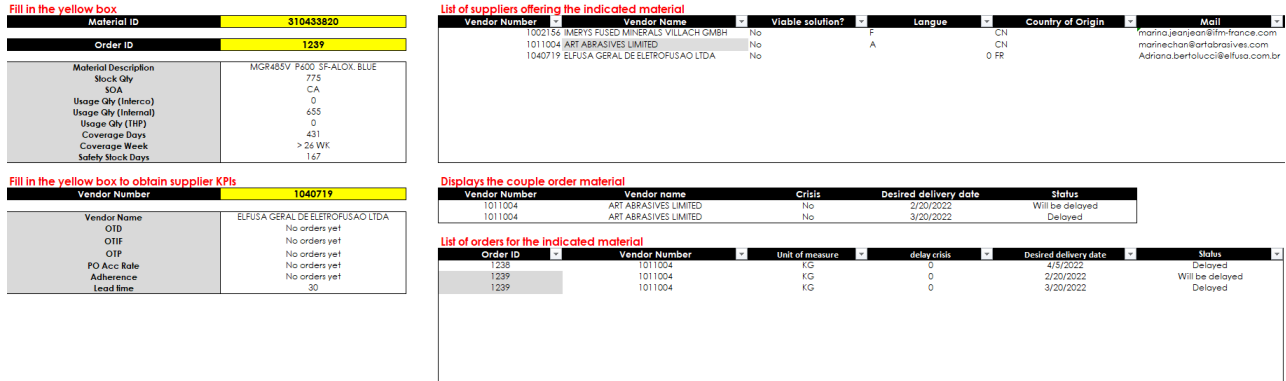 Fill in the yellow box
Material ID 310433820
Order ID 1239
Material Description MGR485V P600 SF-ALOX. BLUE
Stock Qty 775
SOA CA
Usage Qty (Interco) 0
Usage Qty (Internal) 655
Usage Qty (THP) 0
Coverage Days 431
Coverage Week > 26 WK
Safety Stock Days 167
List of suppliers offering the indicated material
Vendor Number Vendor Name Viable solution? Langue Country of Origin Mail
1002156 IMERYS FUSED MINERALS VILLACH GMBH No F CN marina.jeanjean@ifm-france.com
1011004 ART ABRASIVES LIMITED No A CN marinechan@artabrasives.com
1040719 ELFUSA GERAL DE ELETROFUSAO LTDA No 0 FR Adriana.bertolucci@elfusa.com.br
Fill in the yellow box to obtain supplier KPIs
Vendor Number 1040719
Vendor Name ELFUSA GERAL DE ELETROFUSAO LTDA
OTD No orders yet
OTIF No orders yet
OTP No orders yet
PO Acc Rate No orders yet
Adherence No orders yet
Lead time 30
Displays the couple order material
Vendor Number Vendor name Crisis Desired delivery date Status
1011004 ART ABRASIVES LIMITED No 2/20/2022 Will be delayed
1011004 ART ABRASIVES LIMITED No 3/20/2022 Delayed
List of orders for the indicated material
Order ID Vendor Number Unit of measure delay crisis Desired delivery date Status
1238 1011004 KG 0 4/5/2022 Delayed
1239 1011004 KG 0 2/20/2022 Will be delayed
1239 1011004 KG 0 3/20/2022 Delayed